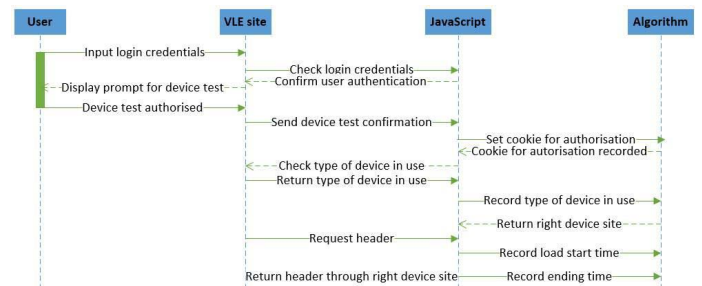 User VLE site JavaScript Algorithm
Input login credentials
Check login credentials
Confirm user authentication
Display prompt for device test
Device test authorised
Send device test confirmation
Set cookie for authorisation
Cookie for autorisation recorded
Check type of device in use
Return type of device in use
Record type of device in use
Return right device site
Request header
Record load start time
Return header through right device site Record ending time